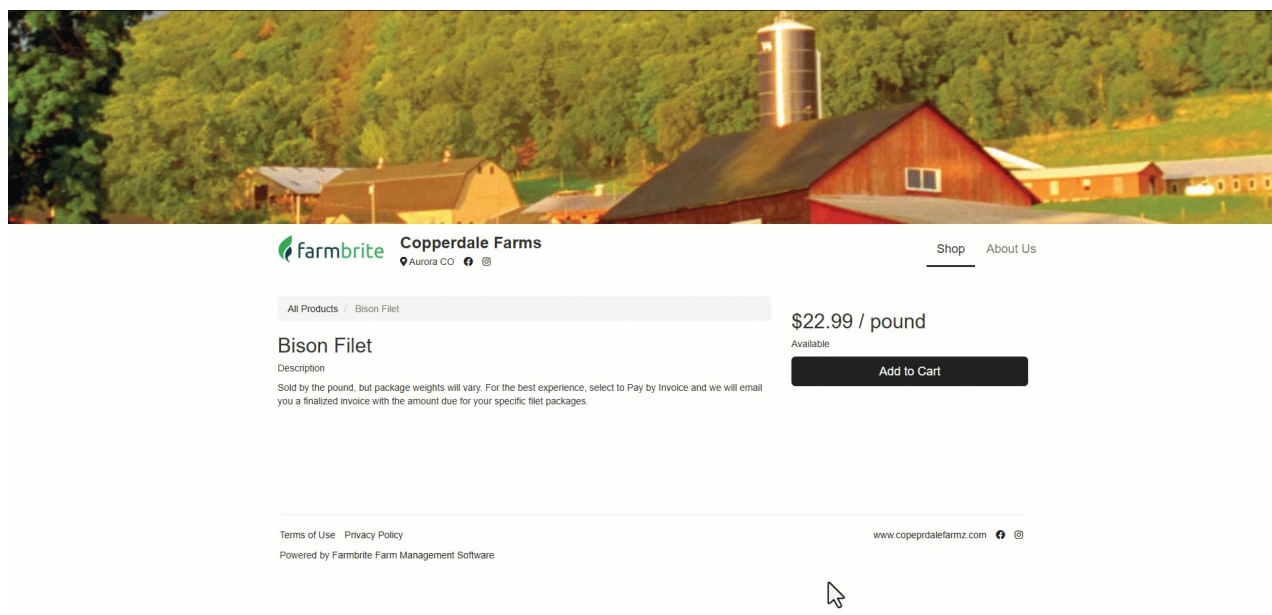 farmbrite
Copperdale Farms
Aurora CO
Shop About Us
All Products / Bison Filet
Bison Filet
Description
Sold by the pound, but package weights will vary. For the best experience, select to Pay by Invoice and we will email
you a finalized invoice with the amount due for your specific filet packages.
$22.99 / pound
Available
Add to Cart
Terms of Use Privacy Policy
www.copeprdalefarmz.com
Powered by Farmbrite Farm Management Software